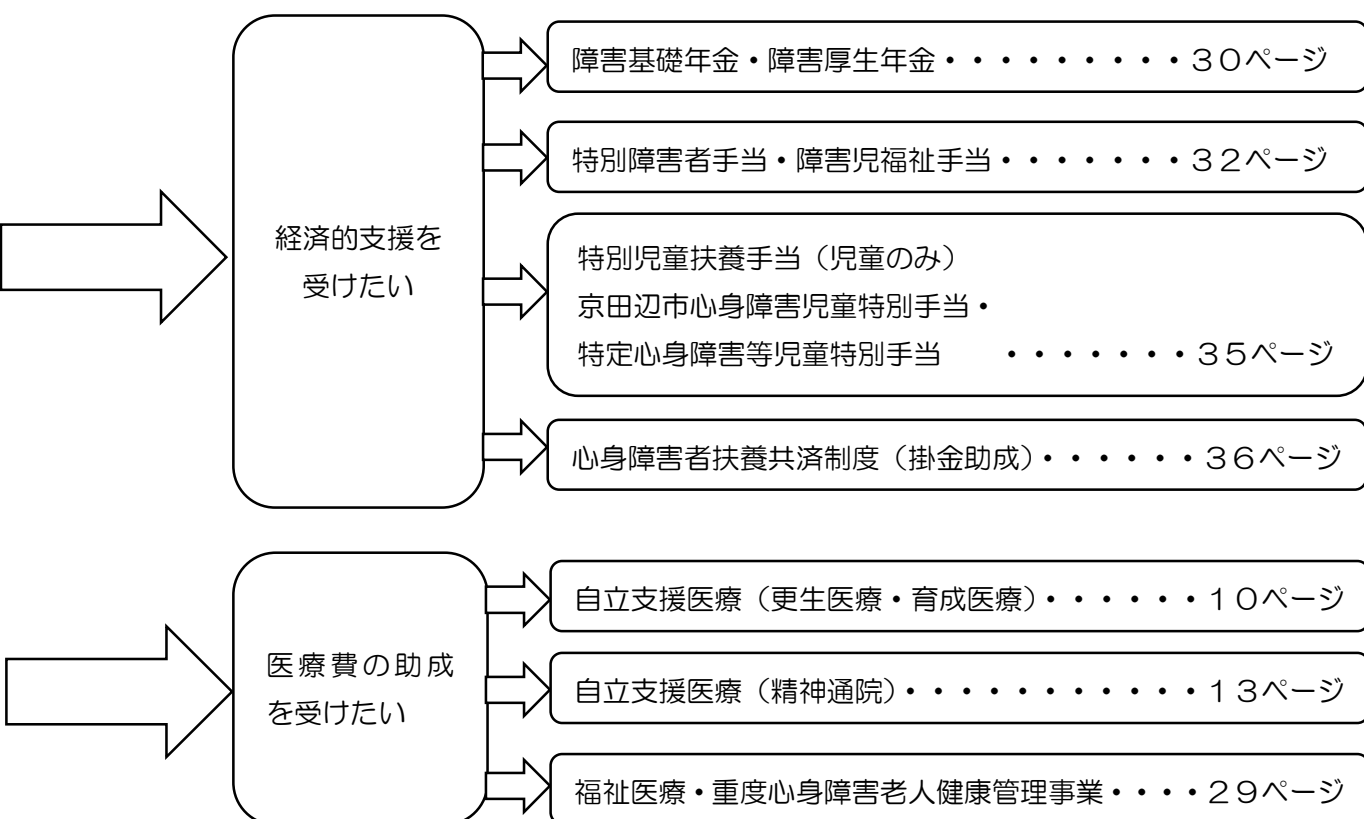 経済的支援を
受けたい
障害基礎年金・障害厚生年金・・・・・・・・・３０ページ
特別障害者手当・障害児福祉手当・・・・・・・３２ページ
特別児童扶養手当（児童のみ）
京田辺市心身障害児童特別手当・
特定心身障害等児童特別手当　　・・・・・・・３５ページ
心身障害者扶養共済制度（掛金助成）・・・・・・３６ページ
医療費の助成
を受けたい
自立支援医療（更生医療・育成医療）・・・・・・１０ページ
自立支援医療（精神通院）・・・・・・・・・・・１３ページ
福祉医療・重度心身障害老人健康管理事業・・・・２９ページ